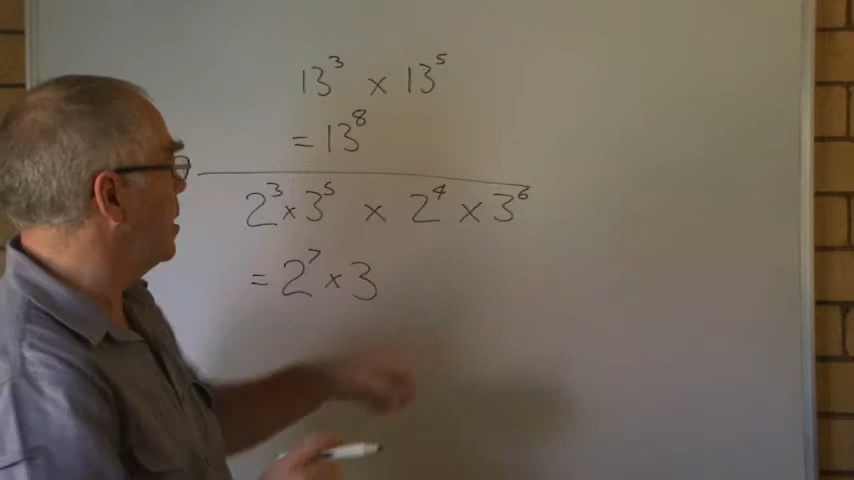 13³ × 13⁵
= 13⁸
2³ × 3⁵ × 2⁴ × 3⁶
= 2⁷ × 3